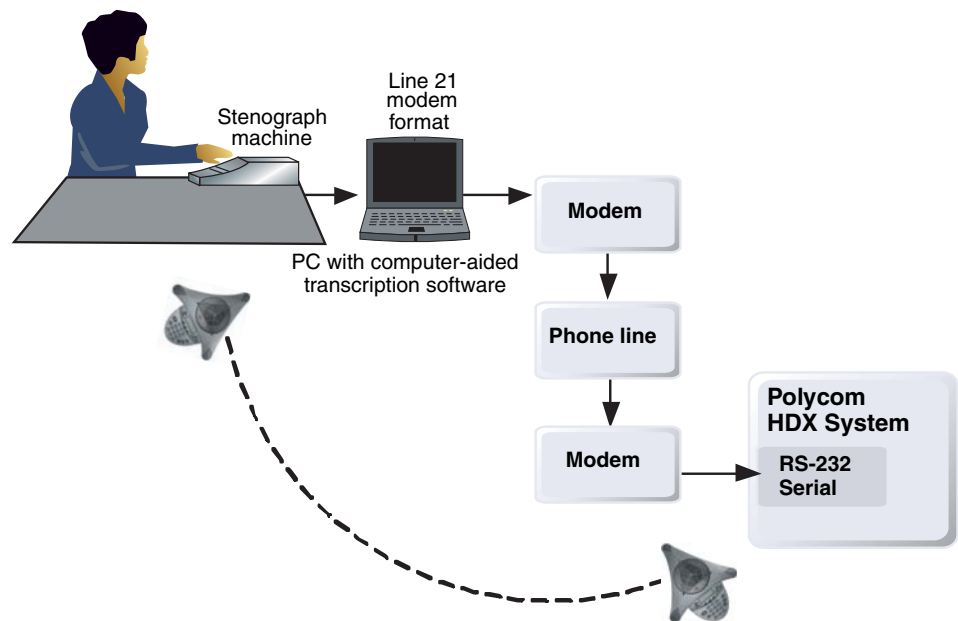 Stenograph
machine
Line 21
modem
format
PC with computer-aided
transcription software
Modem
Phone line
Modem
Polycom
HDX System
RS-232
Serial